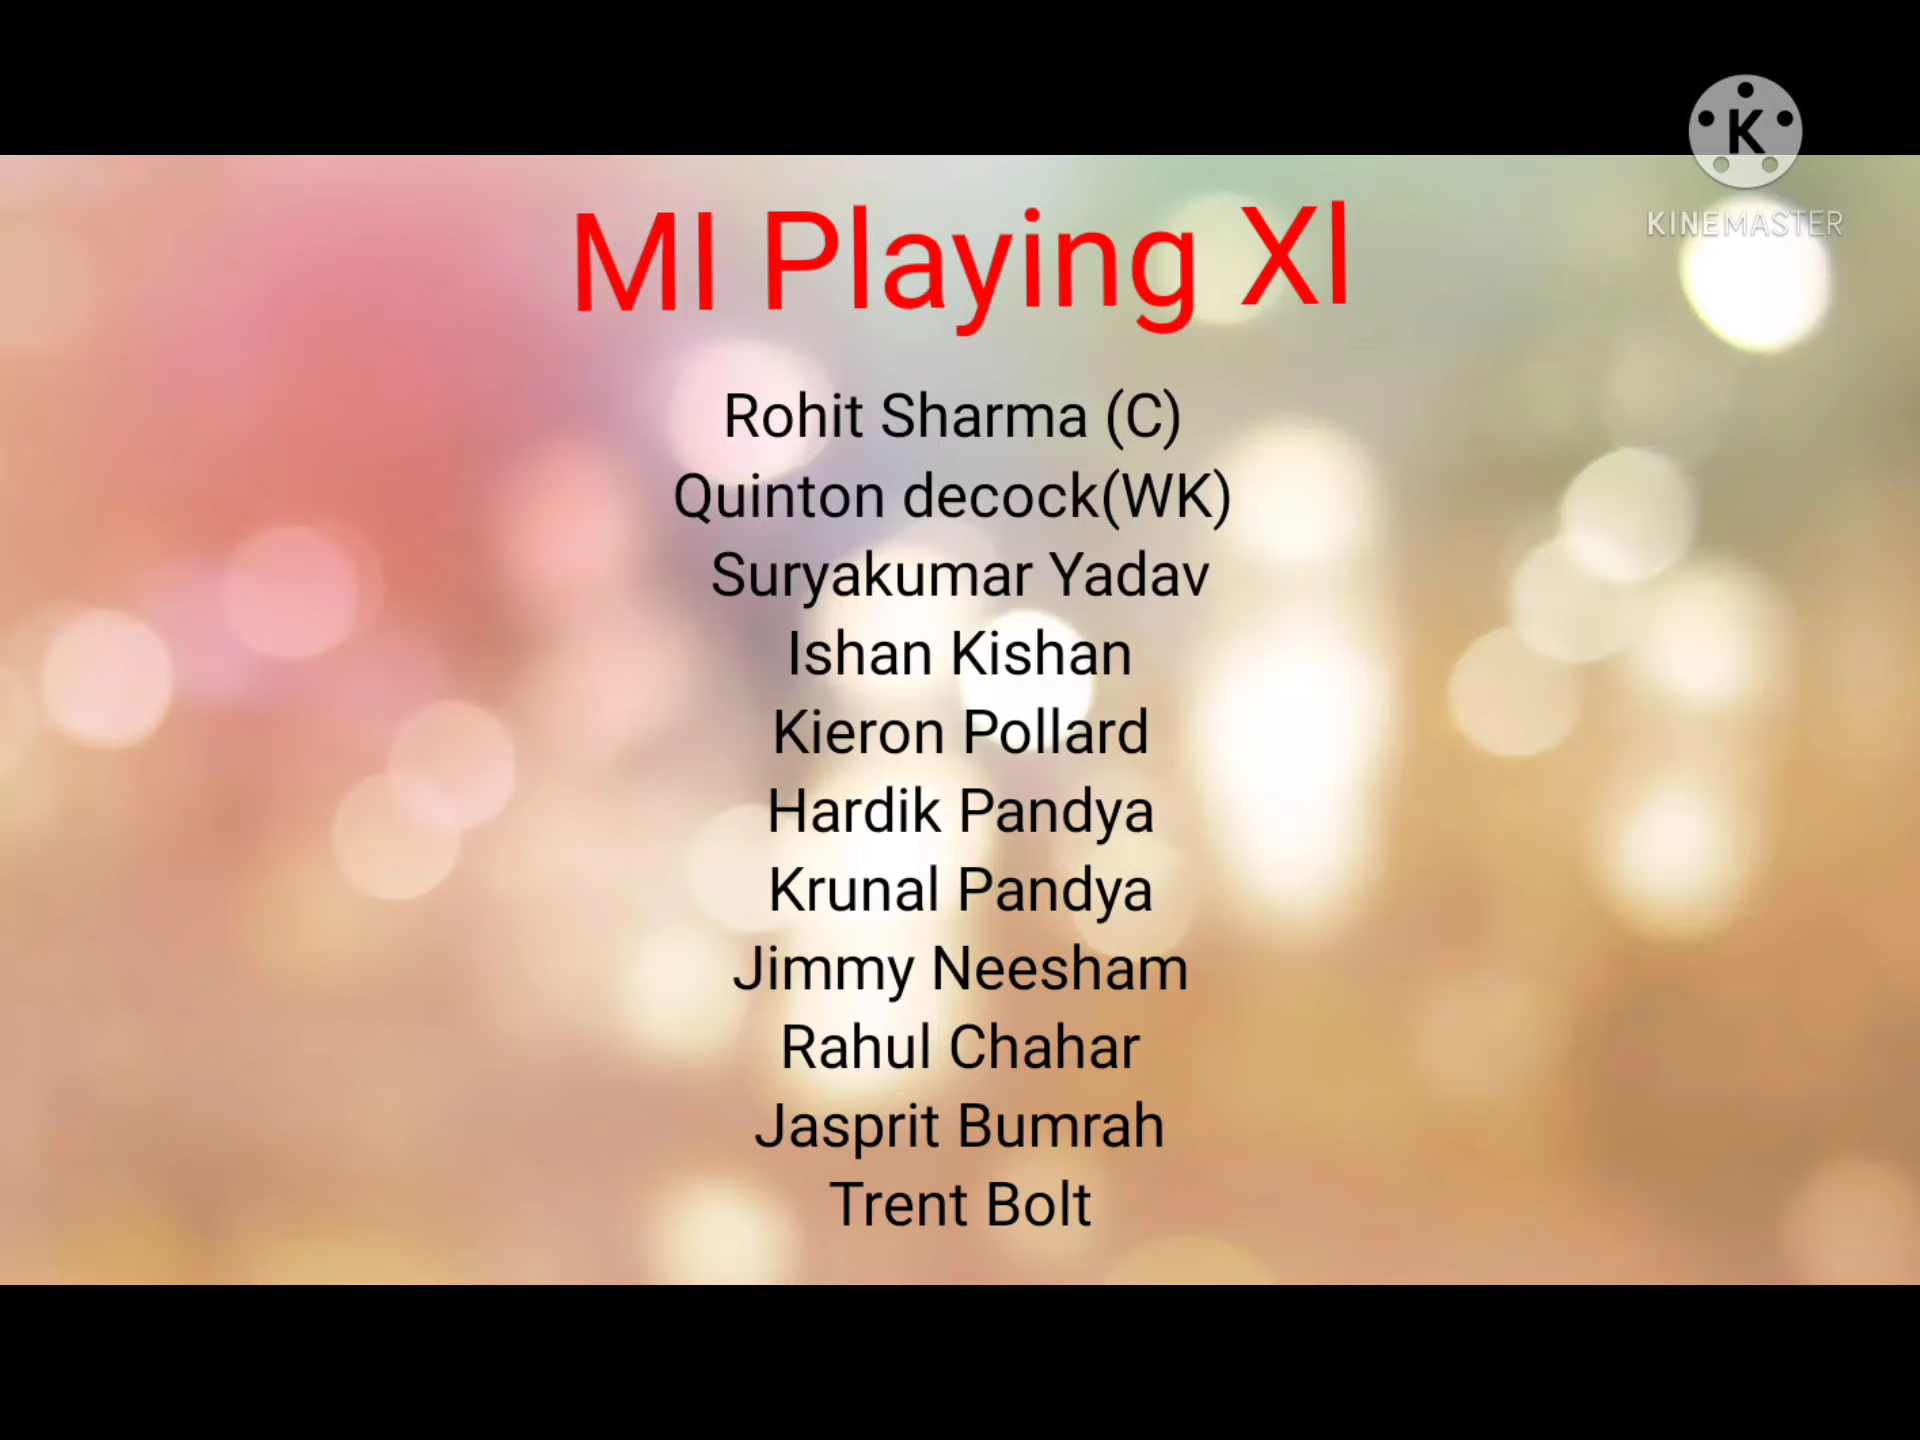 K
KINEMASTER
MI Playing Xl
Rohit Sharma (C)
Quinton decock(WK)
Suryakumar Yadav
Ishan Kishan
Kieron Pollard
Hardik Pandya
Krunal Pandya
Jimmy Neesham
Rahul Chahar
Jasprit Bumrah
Trent Bolt